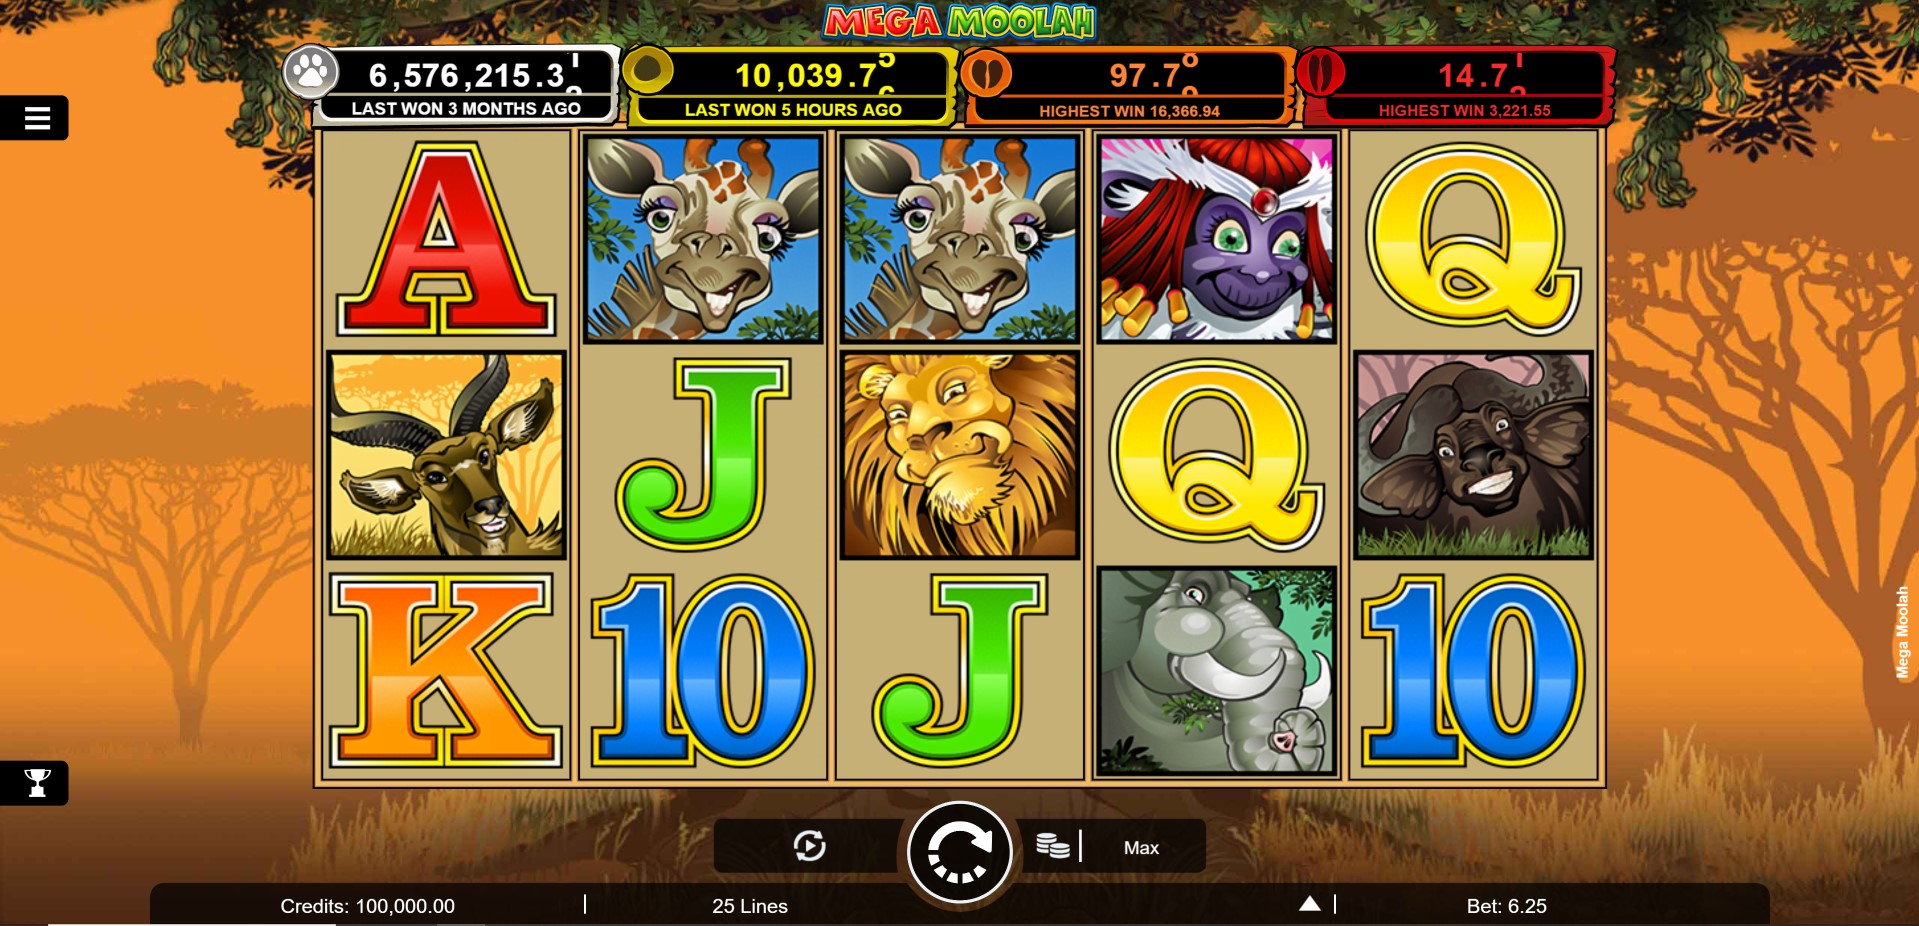 MEGA MOOLAH
6,576,215.3
10,039.7
97.7
14.7
LAST WON 3 MONTHS AGO
LAST WON 5 HOURS AGO
HIGHEST WIN 16,366.94
HIGHEST WIN 3,221.55
A
Q
J
Q
K
10
J
10
Mega Moolah
Max
Credits: 100,000.00
25 Lines
Bet: 6.25